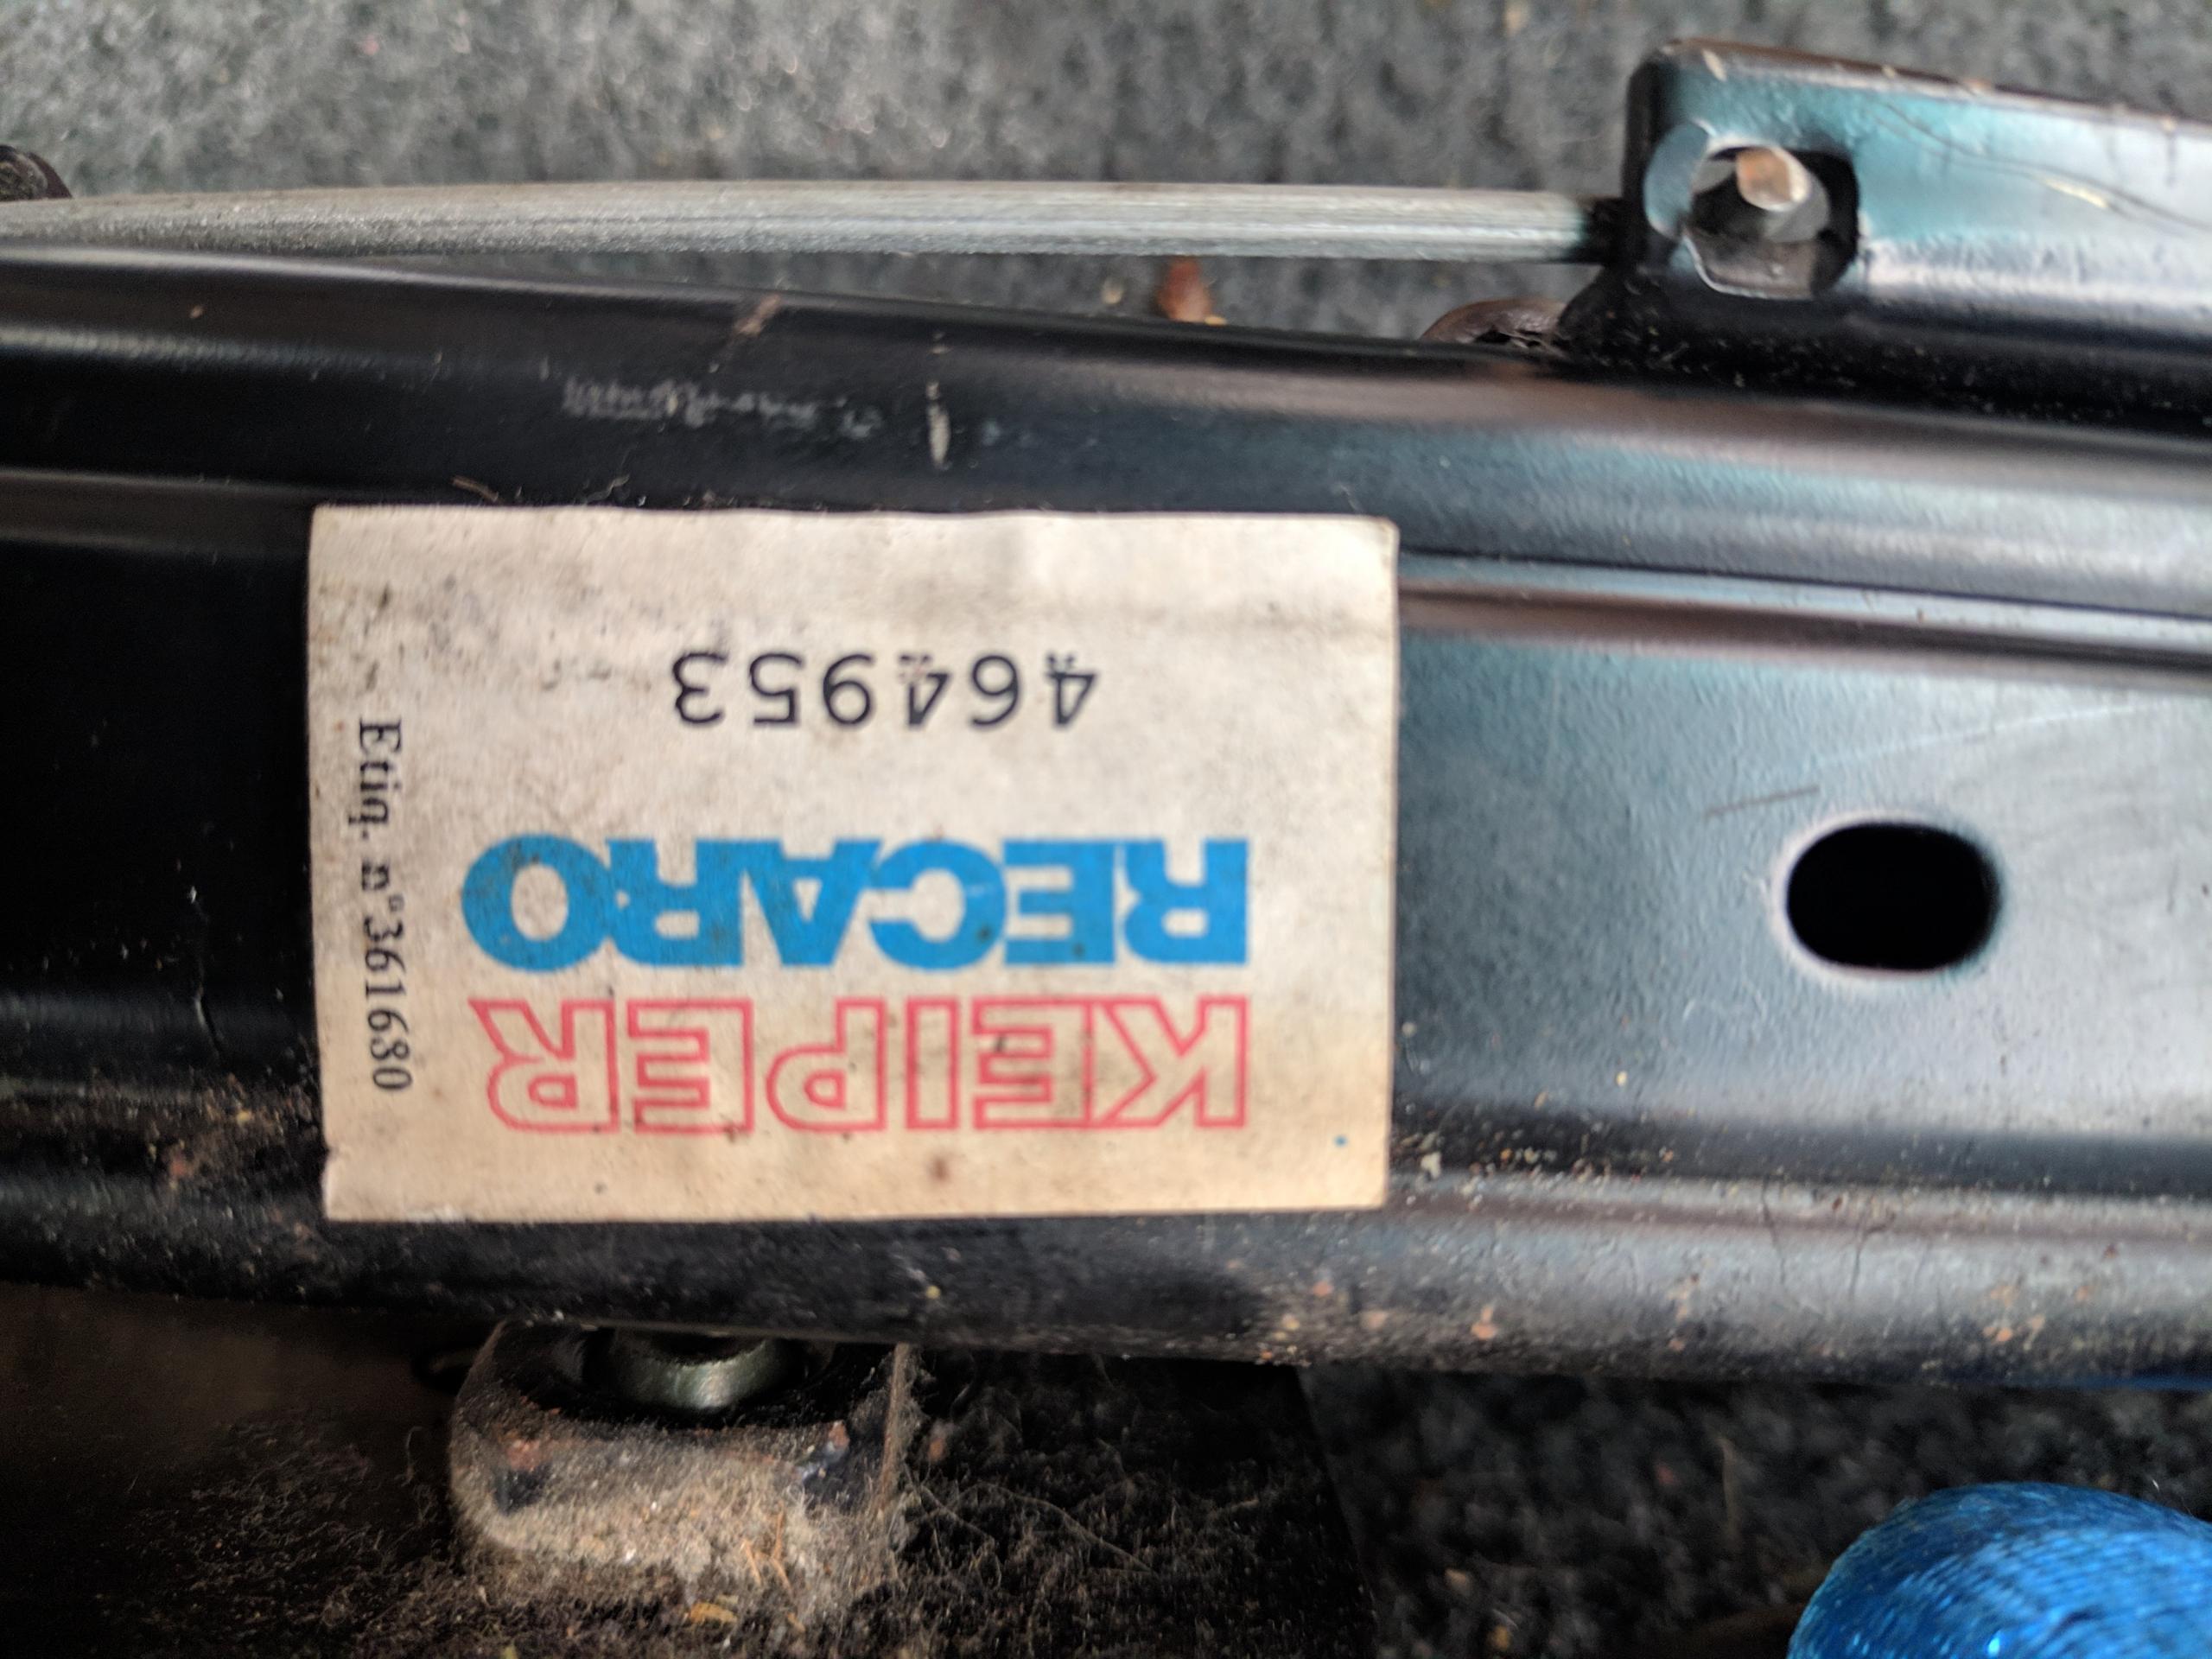 KEIPER
RECARO
464953
Etiq. n° 361680